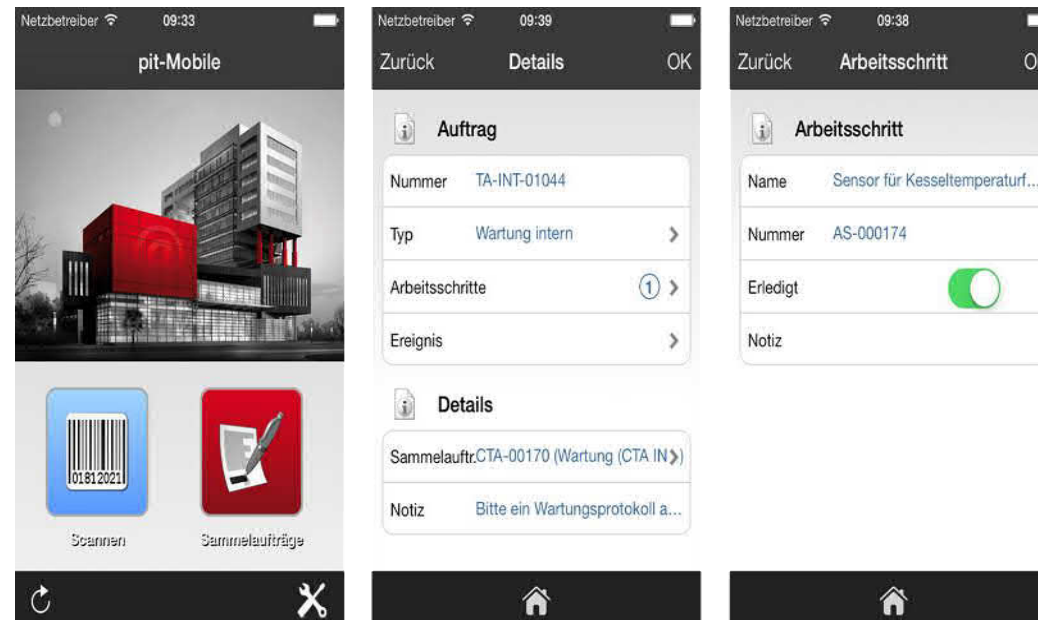 Netzbetreiber 09:33
pit-Mobile
01812021
Scannen
Sammelaufträge
Netzbetreiber 09:39
Zurück Details OK
Auftrag
Nummer TA-INT-01044
Typ Wartung intern
Arbeitsschritte 1
Ereignis
Details
Sammelauftr. CTA-00170 (Wartung (CTA IN )
Notiz Bitte ein Wartungsprotokoll a...
Netzbetreiber 09:38
Zurück Arbeitsschritt O
Arbeitsschritt
Name Sensor für Kesseltemperaturf...
Nummer AS-000174
Erledigt
Notiz